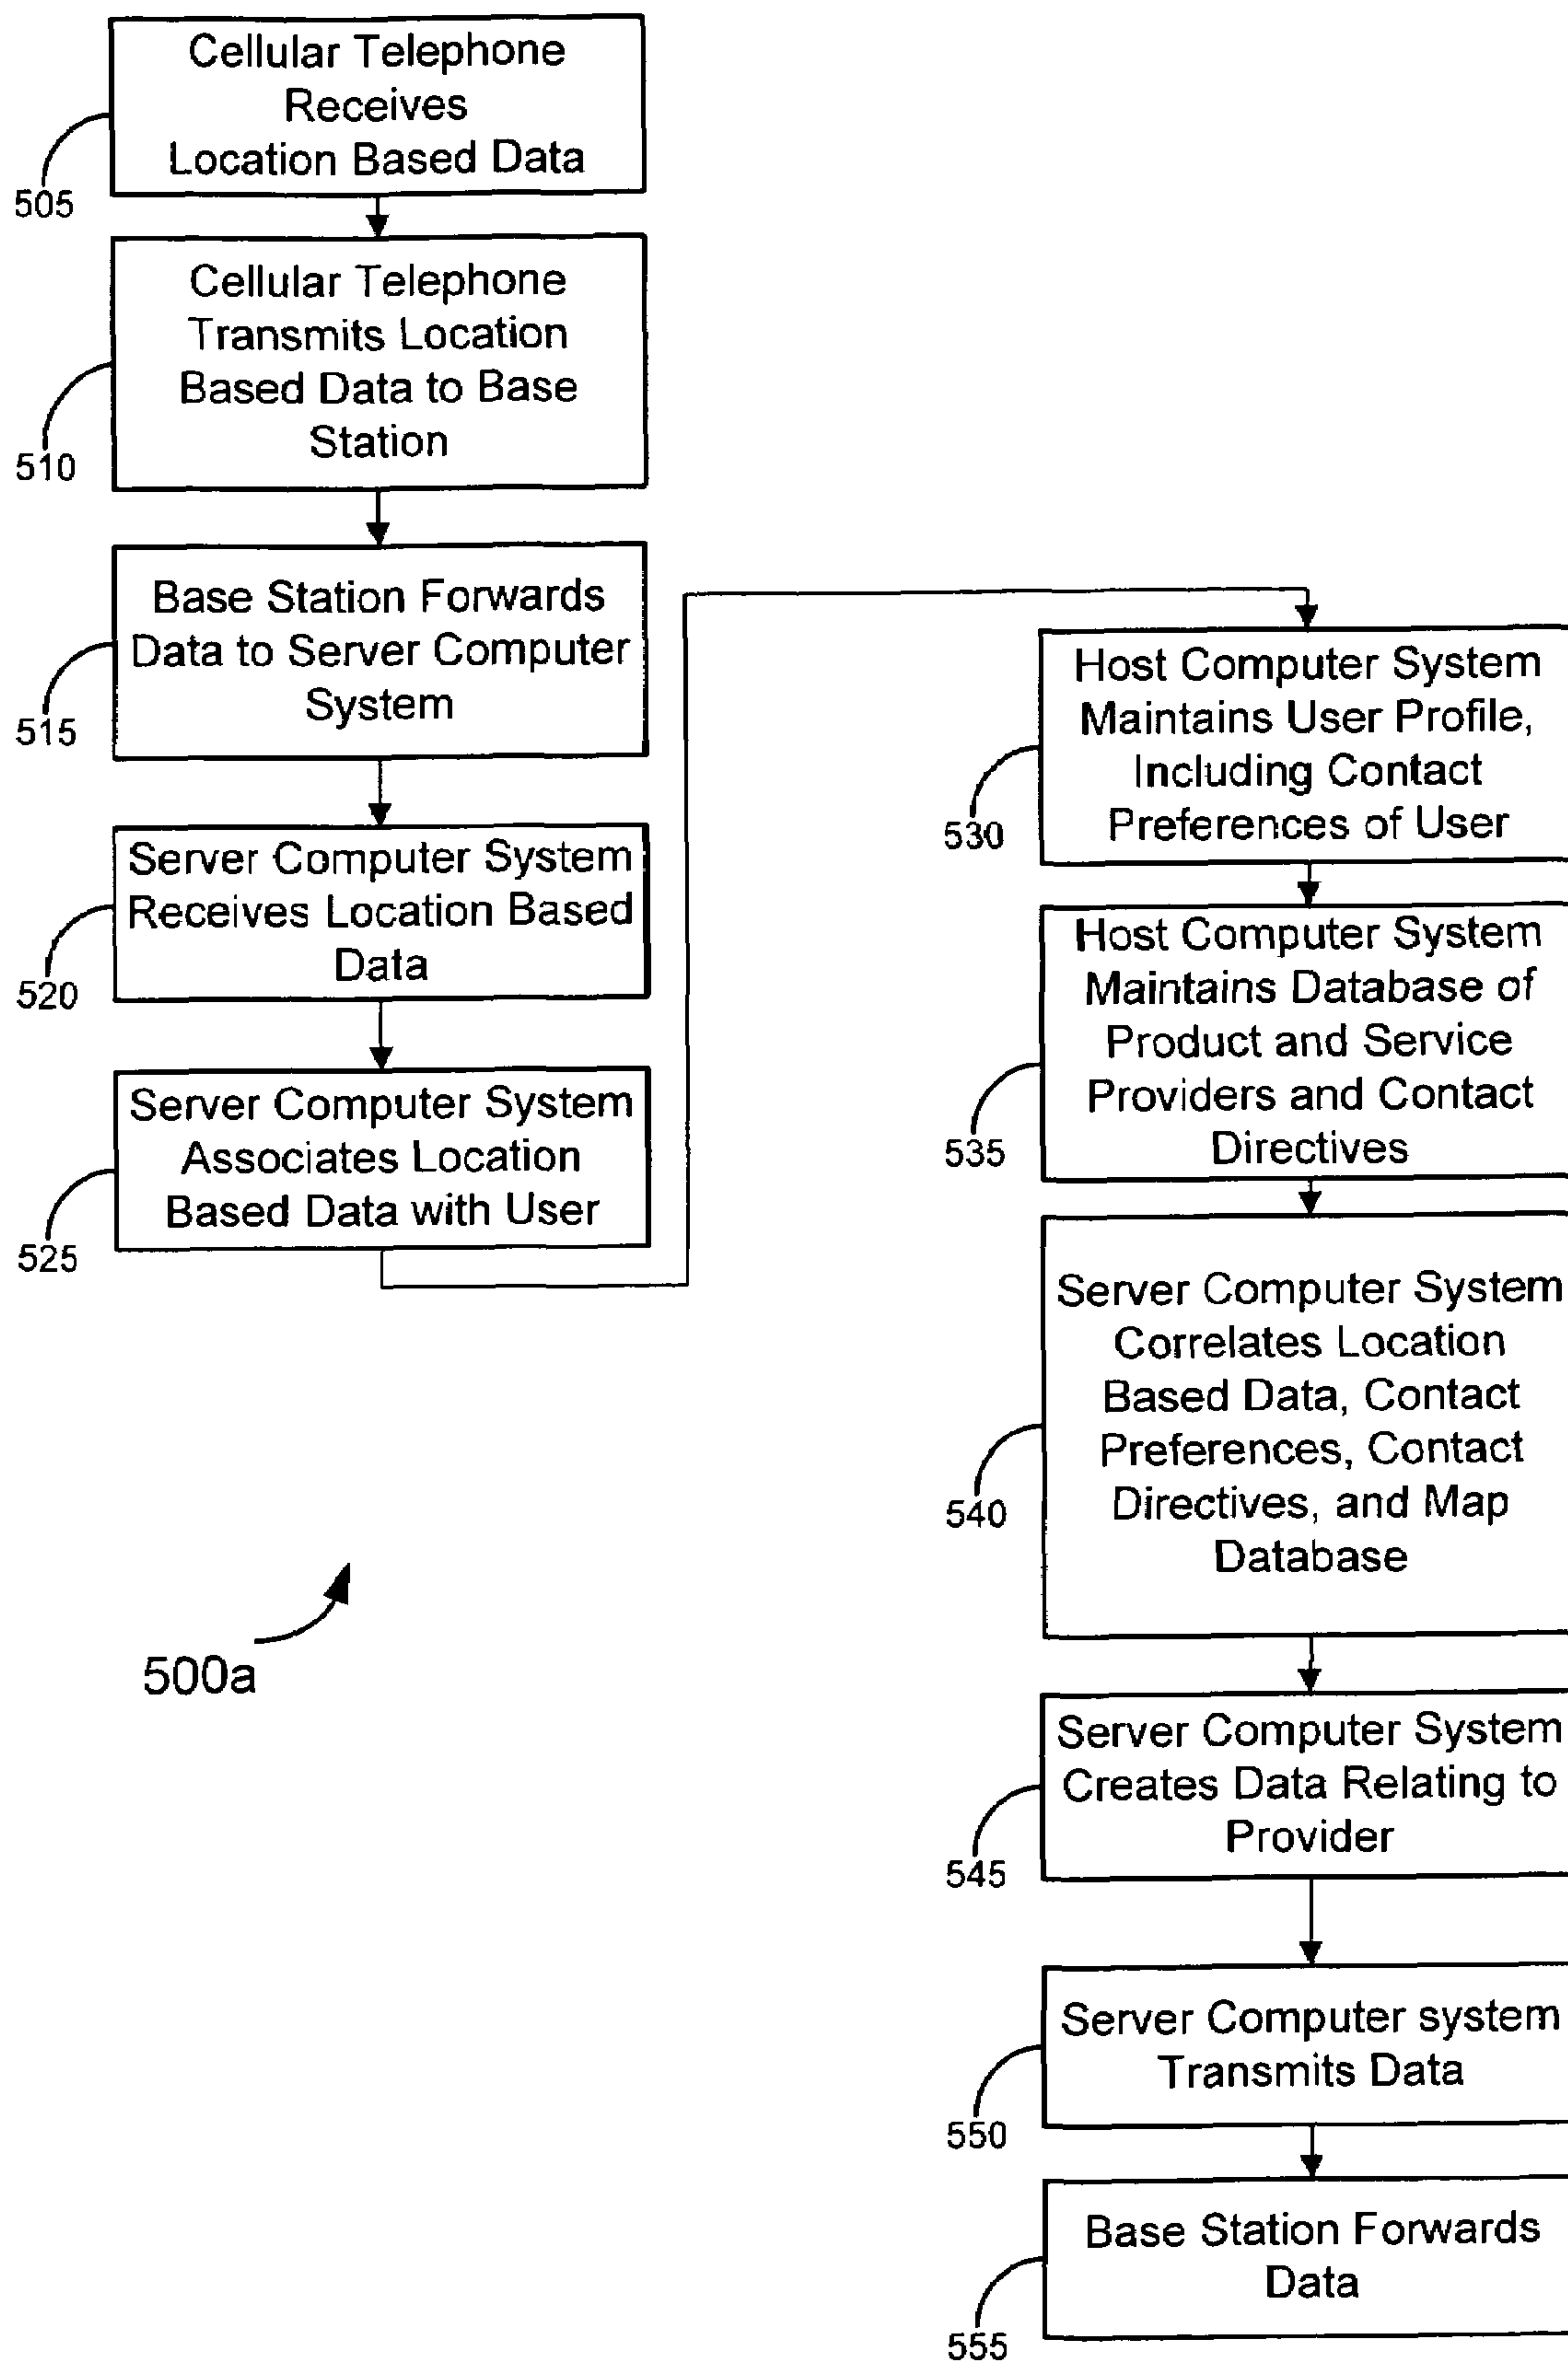 Cellular Telephone
Receives
Location Based Data
505
Cellular Telephone
Transmits Location
Based Data to Base
Station
510
Base Station Forwards
Data to Server Computer
System
515
Server Computer System
Receives Location Based
Data
520
Server Computer System
Associates Location
Based Data with User
525
Host Computer System
Maintains User Profile,
Including Contact
Preferences of User
530
Host Computer System
Maintains Database of
Product and Service
Providers and Contact
Directives
535
Server Computer System
Correlates Location
Based Data, Contact
Preferences, Contact
Directives, and Map
Database
540
Server Computer System
Creates Data Relating to
Provider
545
Server Computer system
Transmits Data
550
Base Station Forwards
Data
555
500a